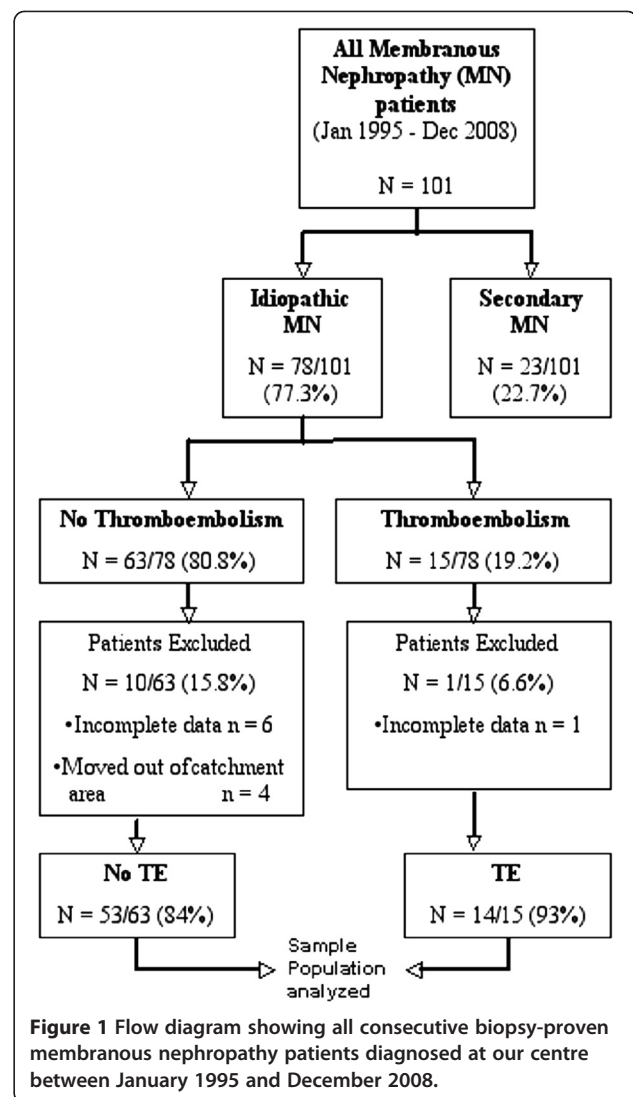 All Membranous
Nephropathy (MN)
patients
(Jan 1995 - Dec 2008)
N = 101
Idiopathic
MN
N = 78/101
(77.3%)
Secondary
MN
N = 23/101
(22.7%)
No Thromboembolism
N = 63/78 (80.8%)
Thromboembolism
N = 15/78 (19.2%)
Patients Excluded
N = 10/63 (15.8%)
•Incomplete data n = 6
•Moved out of catchment
area n = 4
Patients Excluded
N = 1/15 (6.6%)
•Incomplete data n = 1
No TE
N = 53/63 (84%)
TE
N = 14/15 (93%)
Sample
Population
analyzed
Figure 1 Flow diagram showing all consecutive biopsy-proven
membranous nephropathy patients diagnosed at our centre
between January 1995 and December 2008.